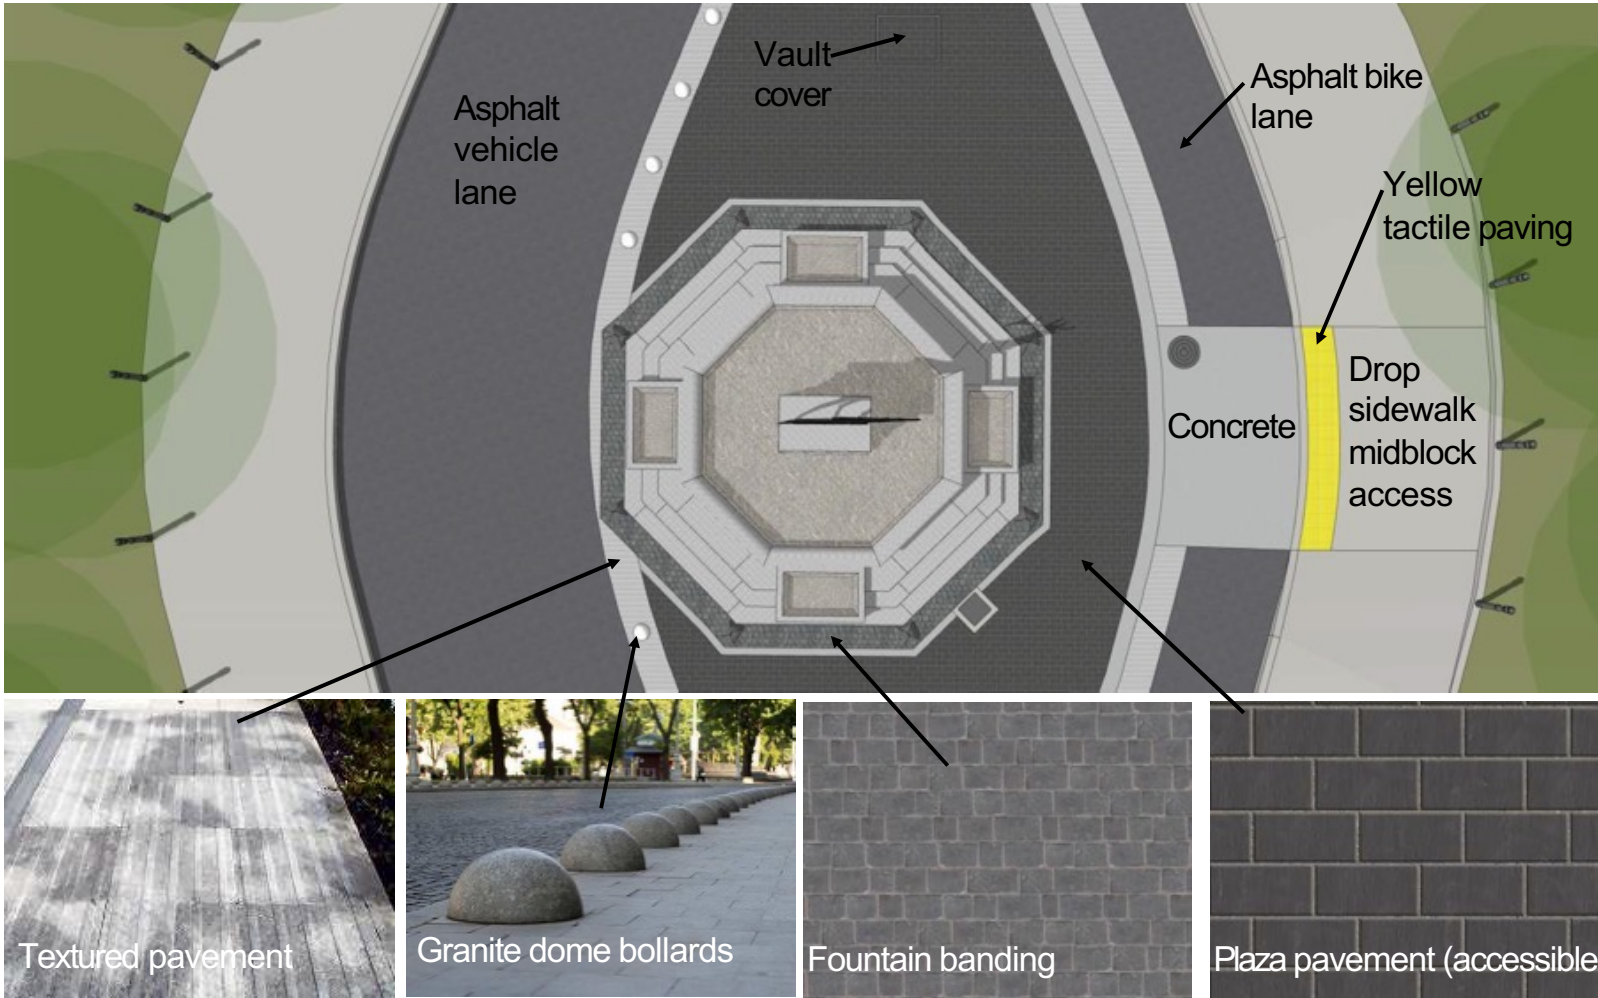 Vault
cover
Asphalt
vehicle
lane
Asphalt bike
lane
Yellow
tactile paving
Concrete
Drop
sidewalk
midblock
access
Textured pavement
Granite dome bollards
Fountain banding
Plaza pavement (accessible